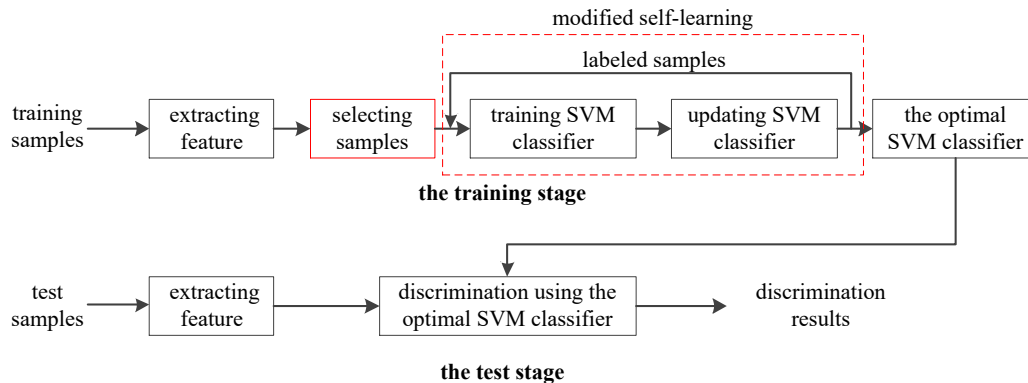 modified self-learning
labeled samples
training
samples
extracting
feature
selecting
samples
training SVM
classifier
updating SVM
classifier
the optimal
SVM classifier
the training stage
test
samples
extracting
feature
discrimination using the
optimal SVM classifier
discrimination
results
the test stage